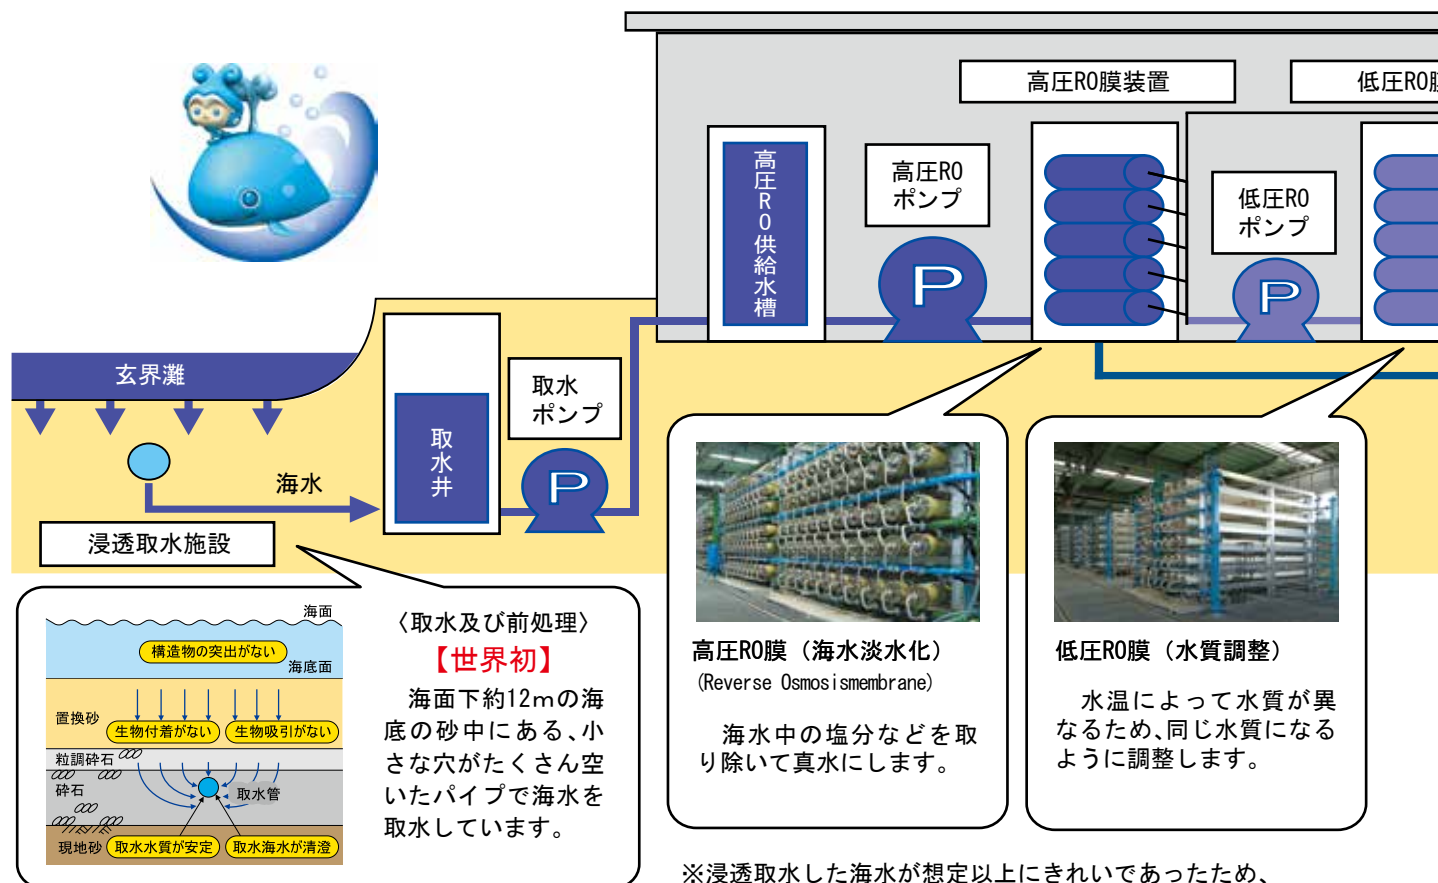 高圧RO膜装置
低圧RO膜
高圧RO供給水槽
高圧RO
ポンプ
低圧RO
ポンプ
P
P
玄界灘
取水
ポンプ
取水井
P
海水
浸透取水施設
海面
構造物の突出がない
海底面
置換砂
生物付着がない
生物吸引がない
粒調砕石
砕石
取水管
現地砂
取水水質が安定
取水海水が清澄
〈取水及び前処理〉
【世界初】
海面下約12mの海
底の砂中にある、小
さな穴がたくさん空
いたパイプで海水を
取水しています。
高圧RO膜（海水淡水化）
(Reverse Osmosismembrane)
海水中の塩分などを取
り除いて真水にします。
低圧RO膜（水質調整）
水温によって水質が異
なるため、同じ水質になる
ように調整します。
※浸透取水した海水が想定以上にきれいであったため、